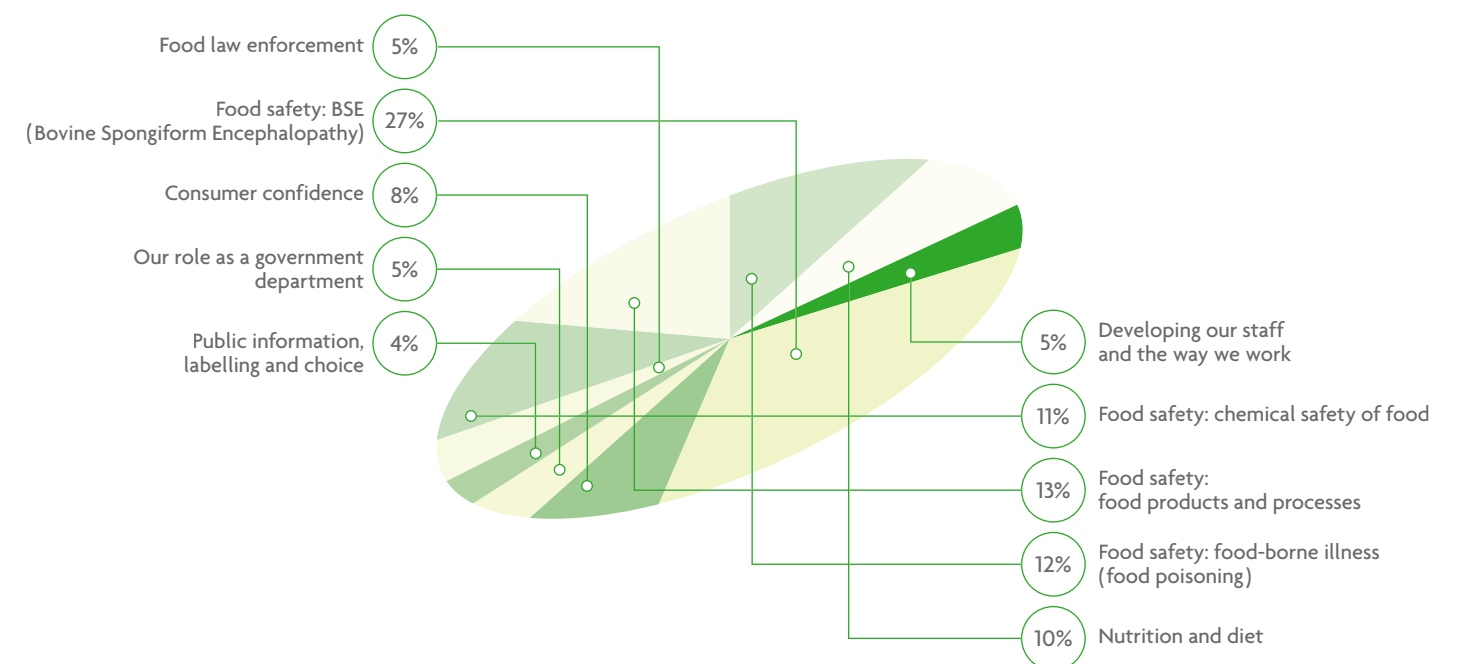 Food law enforcement
5%
Food safety: BSE
(Bovine Spongiform Encephalopathy)
27%
Consumer confidence
8%
Our role as a government
department
5%
Public information,
labelling and choice
4%
5%
Developing our staff
and the way we work
11%
Food safety: chemical safety of food
13%
Food safety:
food products and processes
12%
Food safety: food-borne illness
(food poisoning)
10%
Nutrition and diet